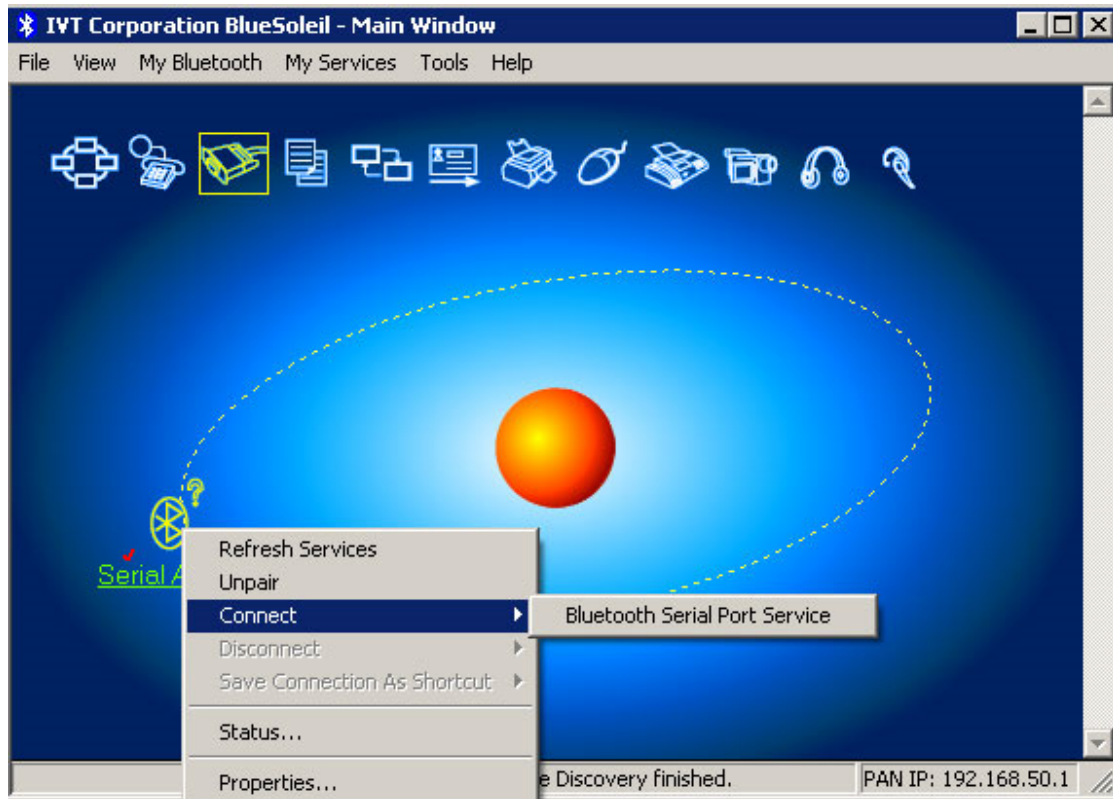 IVT Corporation BlueSoleil - Main Window
File View My Bluetooth My Services Tools Help
Serial A
Refresh Services
Unpair
Connect
Bluetooth Serial Port Service
Disconnect
Save Connection As Shortcut
Status...
Properties...
e Discovery finished.
PAN IP: 192.168.50.1